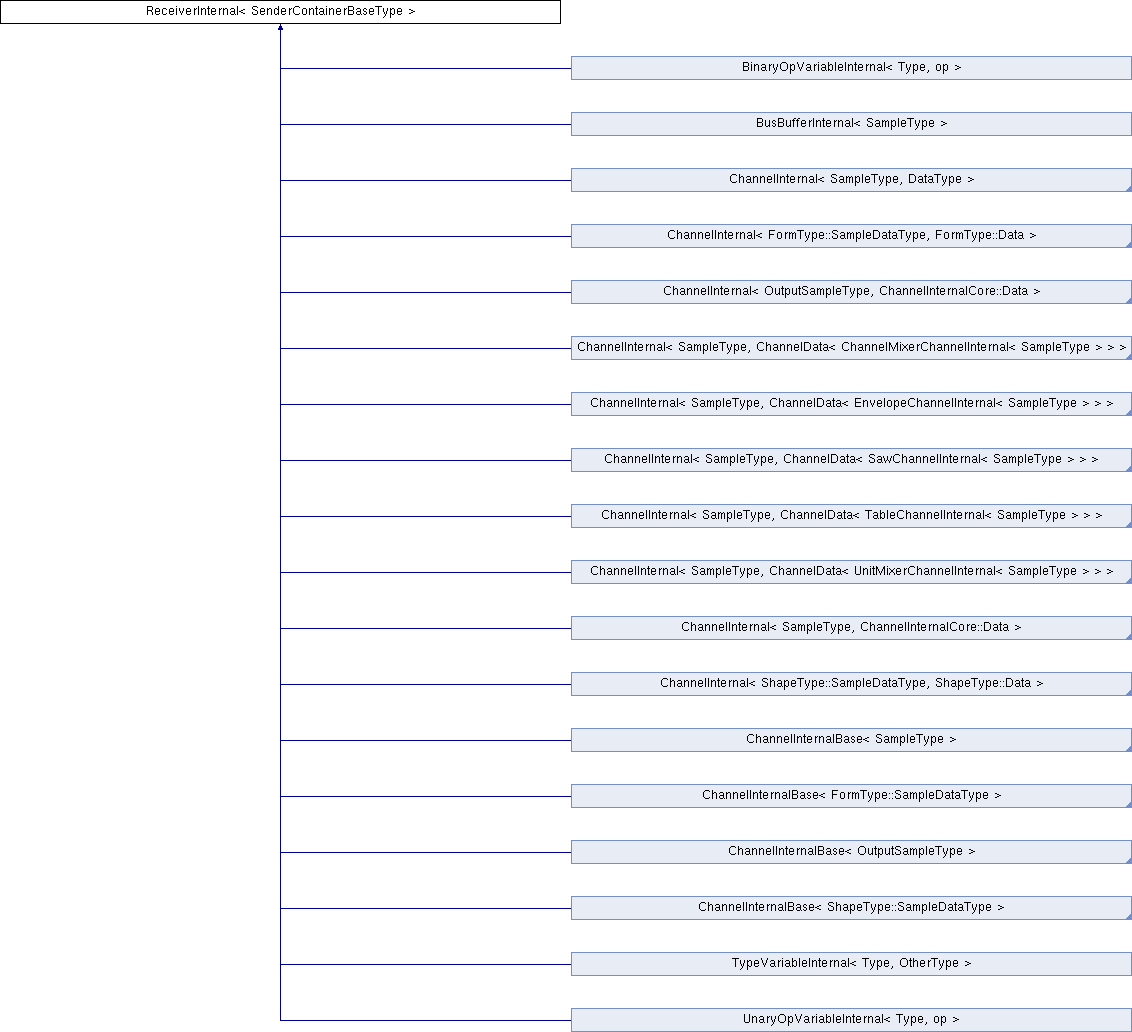 ReceiverInternal< SenderContainerBaseType >
BinaryOpVariableInternal< Type, op >
BusBufferInternal< SampleType >
ChannelInternal< SampleType, DataType >
ChannelInternal< FormType::SampleDataType, FormType::Data >
ChannelInternal< OutputSampleType, ChannelInternalCore::Data >
ChannelInternal< SampleType, ChannelData< ChannelMixerChannelInternal< SampleType > > >
ChannelInternal< SampleType, ChannelData< EnvelopeChannelInternal< SampleType > > >
ChannelInternal< SampleType, ChannelData< SawChannelInternal< SampleType > > >
ChannelInternal< SampleType, ChannelData< TableChannelInternal< SampleType > > >
ChannelInternal< SampleType, ChannelData< UnitMixerChannelInternal< SampleType > > >
ChannelInternal< SampleType, ChannelInternalCore::Data >
ChannelInternal< ShapeType::SampleDataType, ShapeType::Data >
ChannelInternalBase< SampleType >
ChannelInternalBase< FormType::SampleDataType >
ChannelInternalBase< OutputSampleType >
ChannelInternalBase< ShapeType::SampleDataType >
TypeVariableInternal< Type, OtherType >
UnaryOpVariableInternal< Type, op >